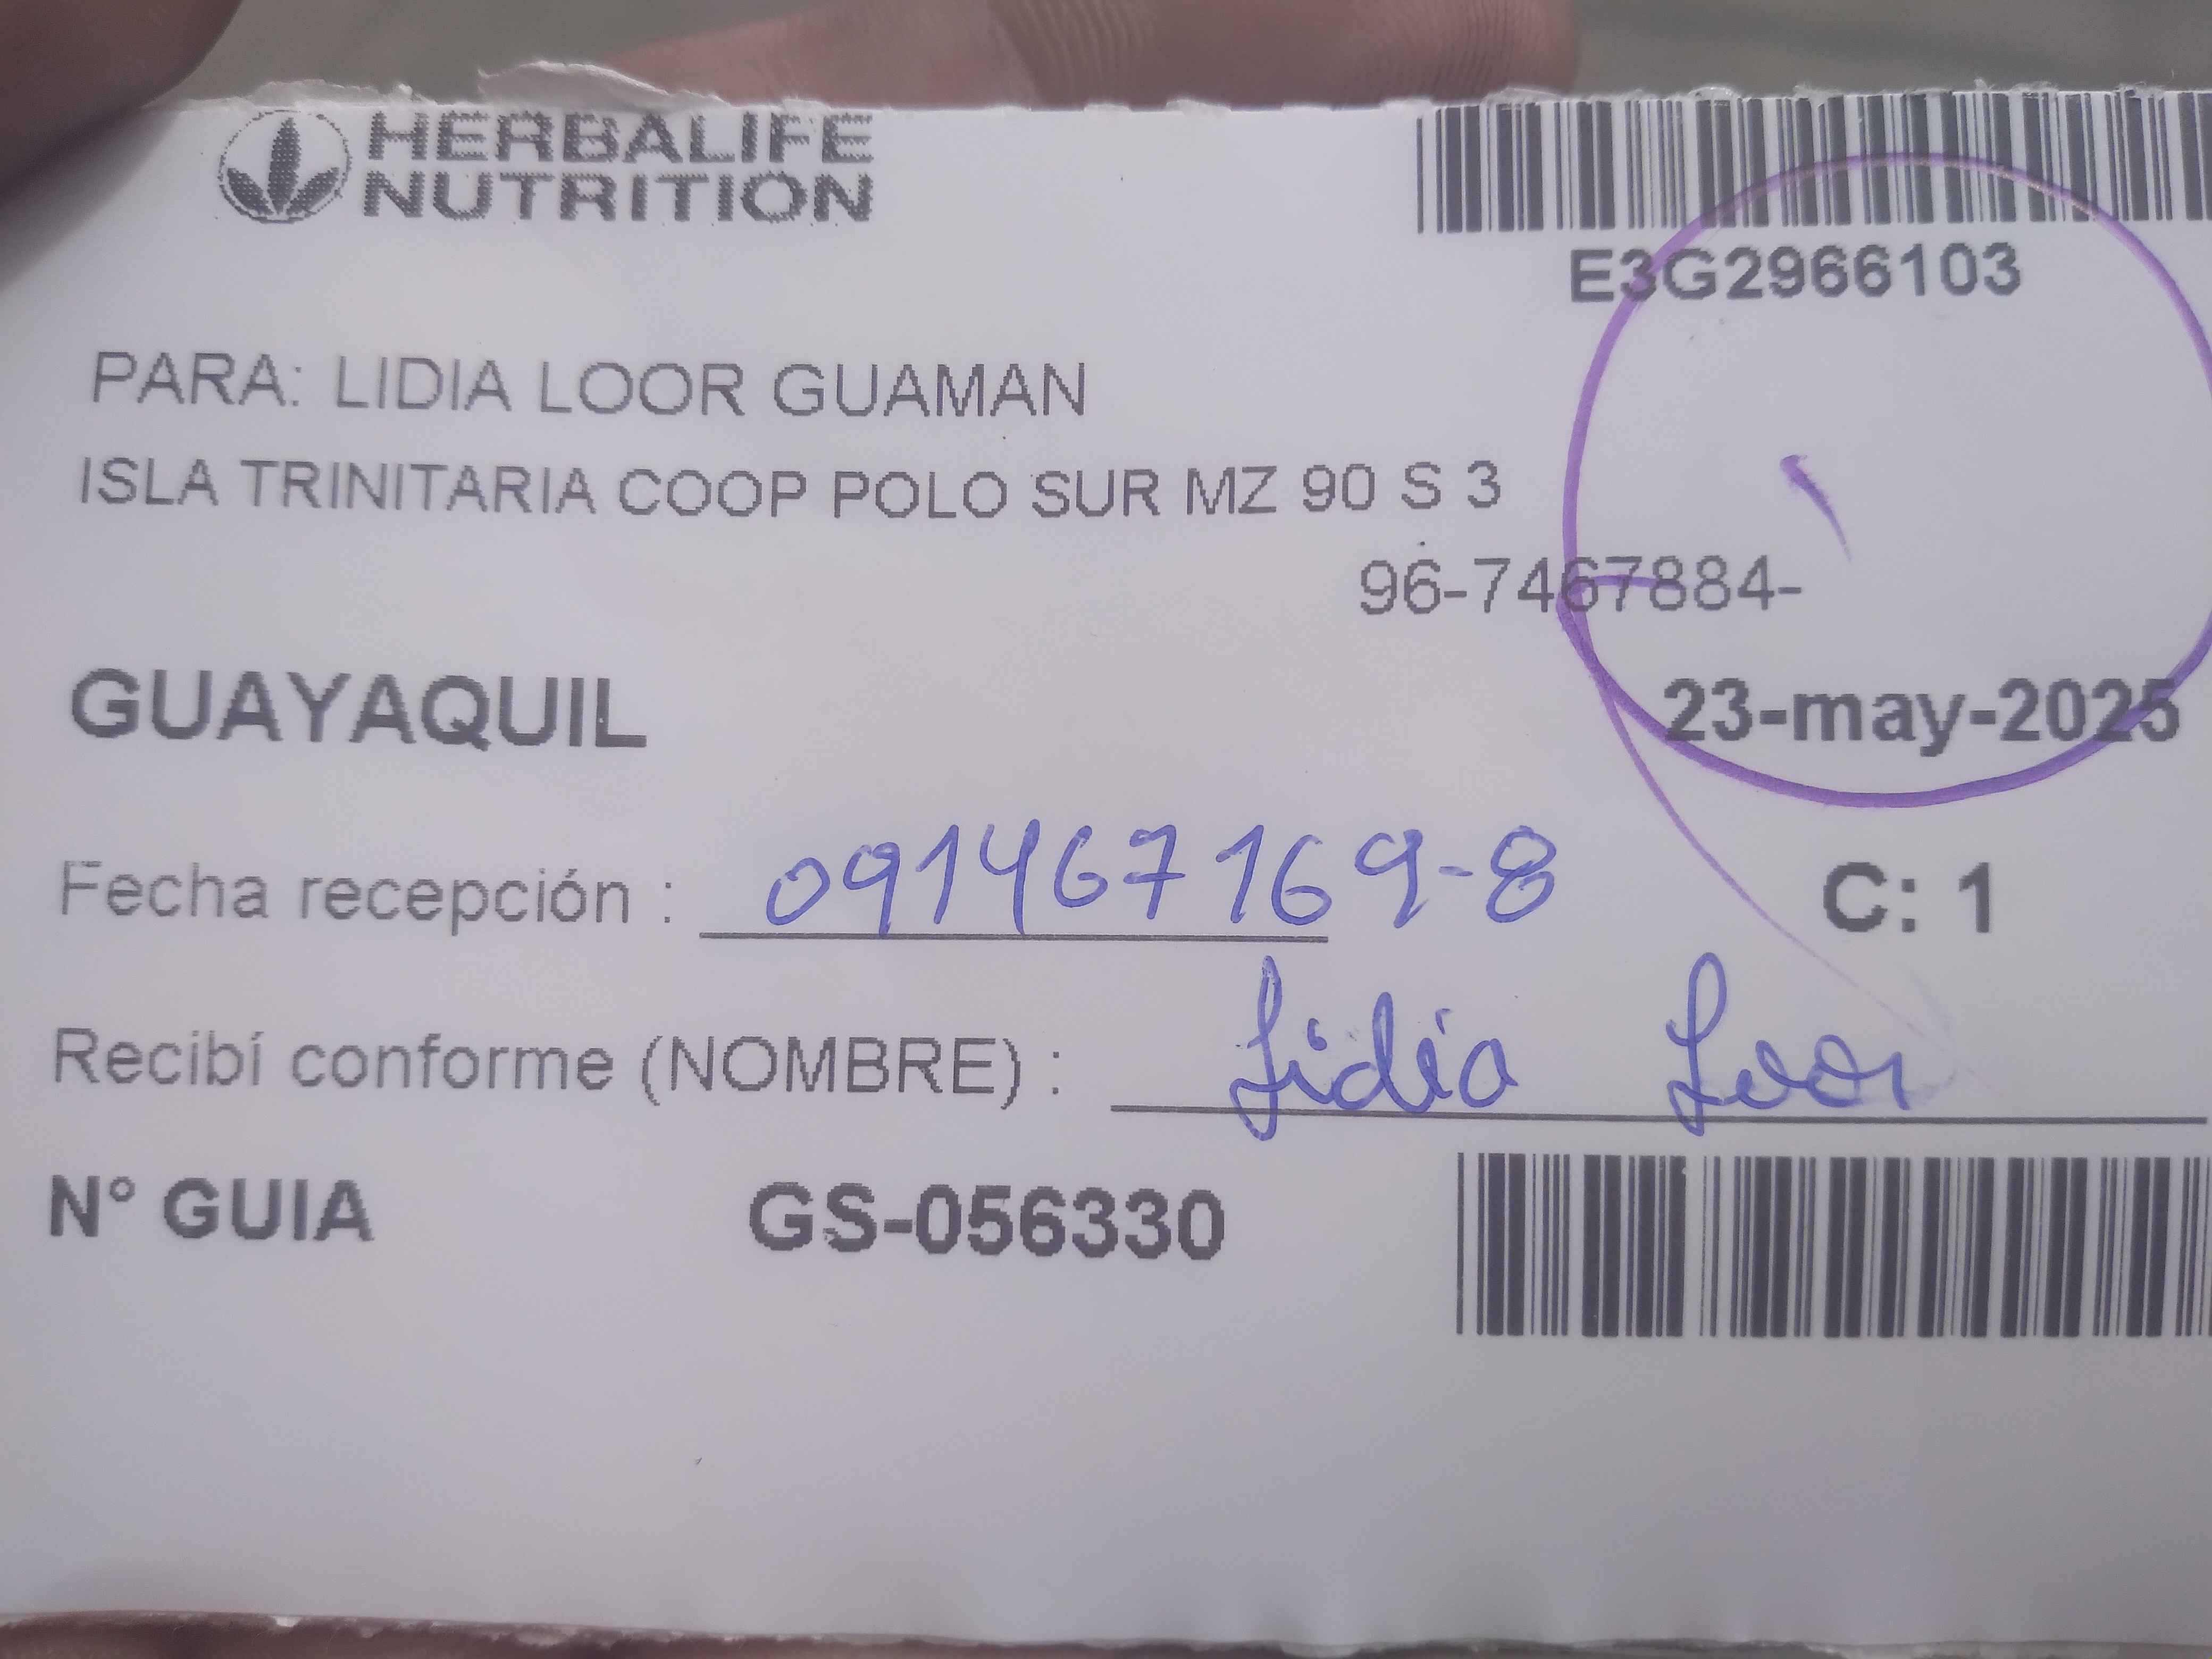 HERBALIFE
NUTRITION
E3G2966103
PARA: LIDIA LOOR GUAMAN
ISLA TRINITARIA COOP POLO SUR MZ 90 S 3
96-7467884-
GUAYAQUIL
23-may-2025
Fecha recepción : 091467169-8
C: 1
Recibí conforme (NOMBRE) : Lidia Loor
N° GUIA GS-056330